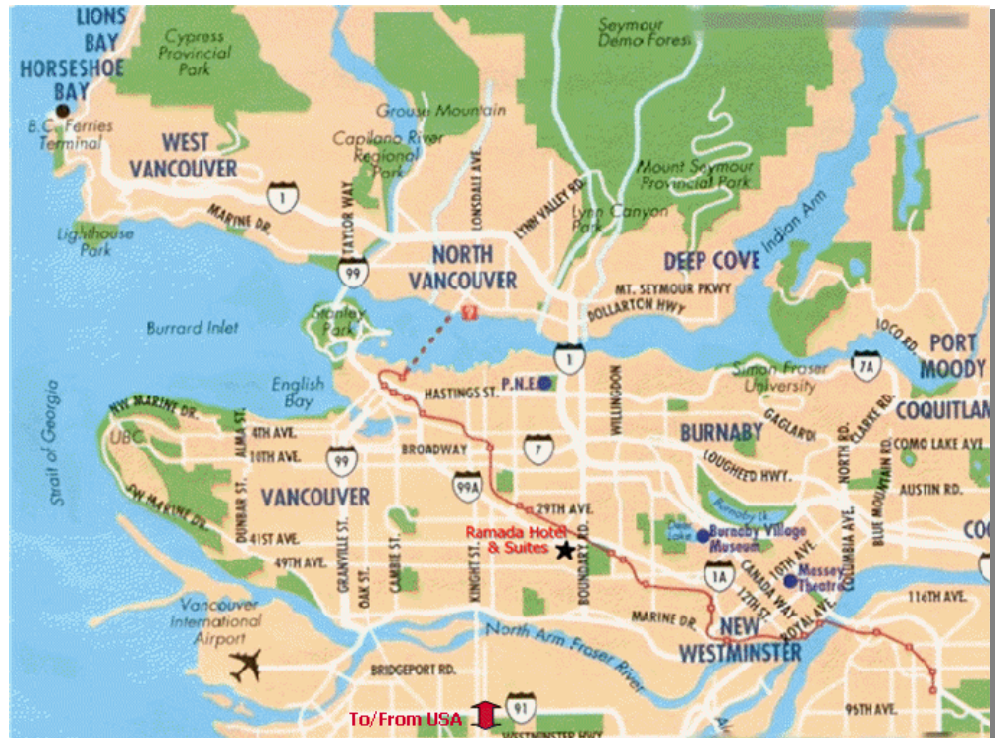 LIONS
BAY
HORSESHOE
BAY
B.C. Ferries
Terminal
Cypress
Provincial
Park
Seymour
Demo Forest
Grouse Mountain
Capilano River
Regional
Park
WEST
VANCOUVER
1
MARINE DR.
TAYLOR WAY
LONSDALE AVE.
LYNN VALLEY RD.
Mount Seymour
Provincial Park
Lynn Canyon
Park
Indian Arm
Lighthouse
Park
99
NORTH
VANCOUVER
DEEP COVE
MT. SEYMOUR PKWY
DOLLARTON HWY
Stanley
Park
Burrard Inlet
IOCO RD.
PORT
MOODY
1
7A
Strait of Georgia
English
Bay
HASTINGS ST.
P.N.E.
WILLINGDON
Simon Fraser
University
NW MARINE DR.
UBC
ALMA ST.
4TH AVE.
10TH AVE.
BROADWAY
7
BURNABY
GAGLARDI
CLARKE RD.
COQUITLAM
COMO LAKE AVE
NORTH RD.
LOUGHEED HWY.
AUSTIN RD.
99
99A
VANCOUVER
SW MARINE DR.
DUNBAR ST.
41ST AVE.
49TH AVE.
GRANVILLE ST.
OAK ST.
CAMBIE ST.
KNIGHT ST.
29TH AVE.
Ramada Hotel
& Suites
BOUNDARY RD.
Burnaby Lk.
Deer
Lake
Burnaby Village
Museum
BLUE MOUNTAIN RD.
COLUMBIA AVE.
COQ
1A
10TH AVE.
CANADA WAY
12TH ST.
Massey
Theatre
116TH AVE.
ROYAL AVE.
Vancouver
International
Airport
MARINE DR.
NEW
WESTMINSTER
North Arm Fraser River
BRIDGEPORT RD.
To/From USA
91
WESTMINSTER HWY.
95TH AVE.